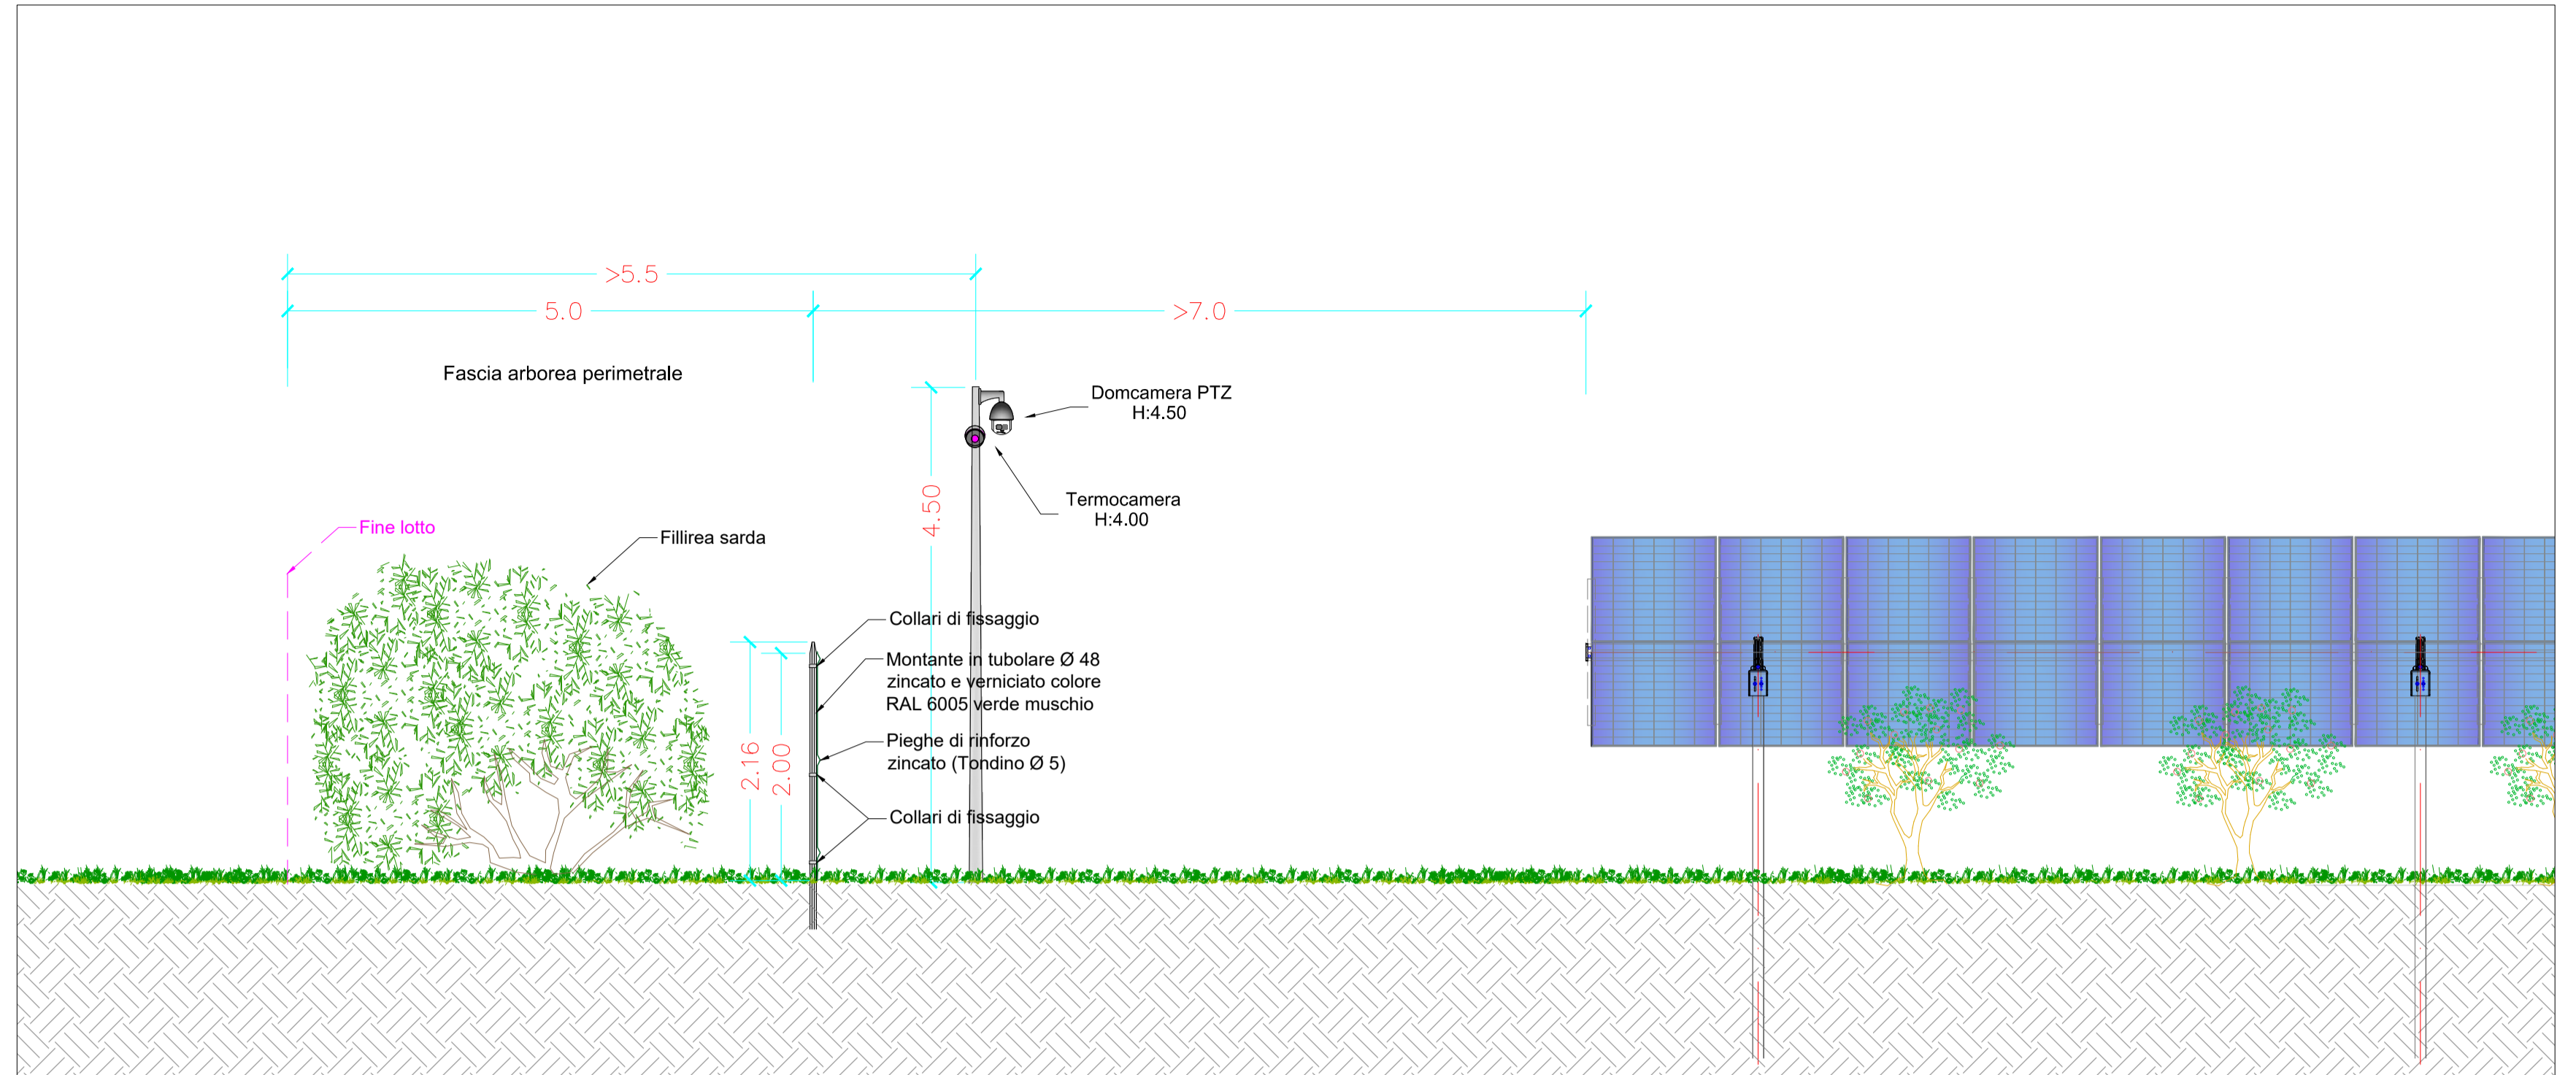 >5.5
5.0
>7.0
Fascia arborea perimetrale
Domcamera PTZ
H:4.50
4.50
Termocamera
H:4.00
Fine lotto
Fillirea sarda
Collari di fissaggio
Montante in tubolare Ø 48
zincato e verniciato colore
RAL 6005 verde muschio
Pieghe di rinforzo
zincato (Tondino Ø 5)
2.16
2.00
Collari di fissaggio